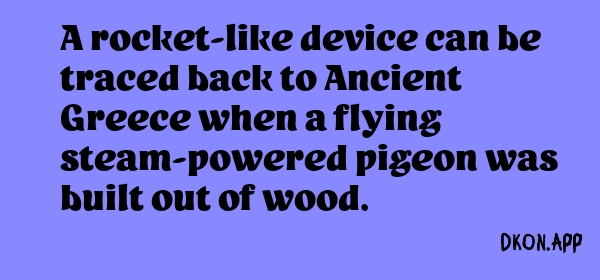 A rocket-like device can be
traced back to Ancient
Greece when a flying
steam-powered pigeon was
built out of wood.
DKON.APP